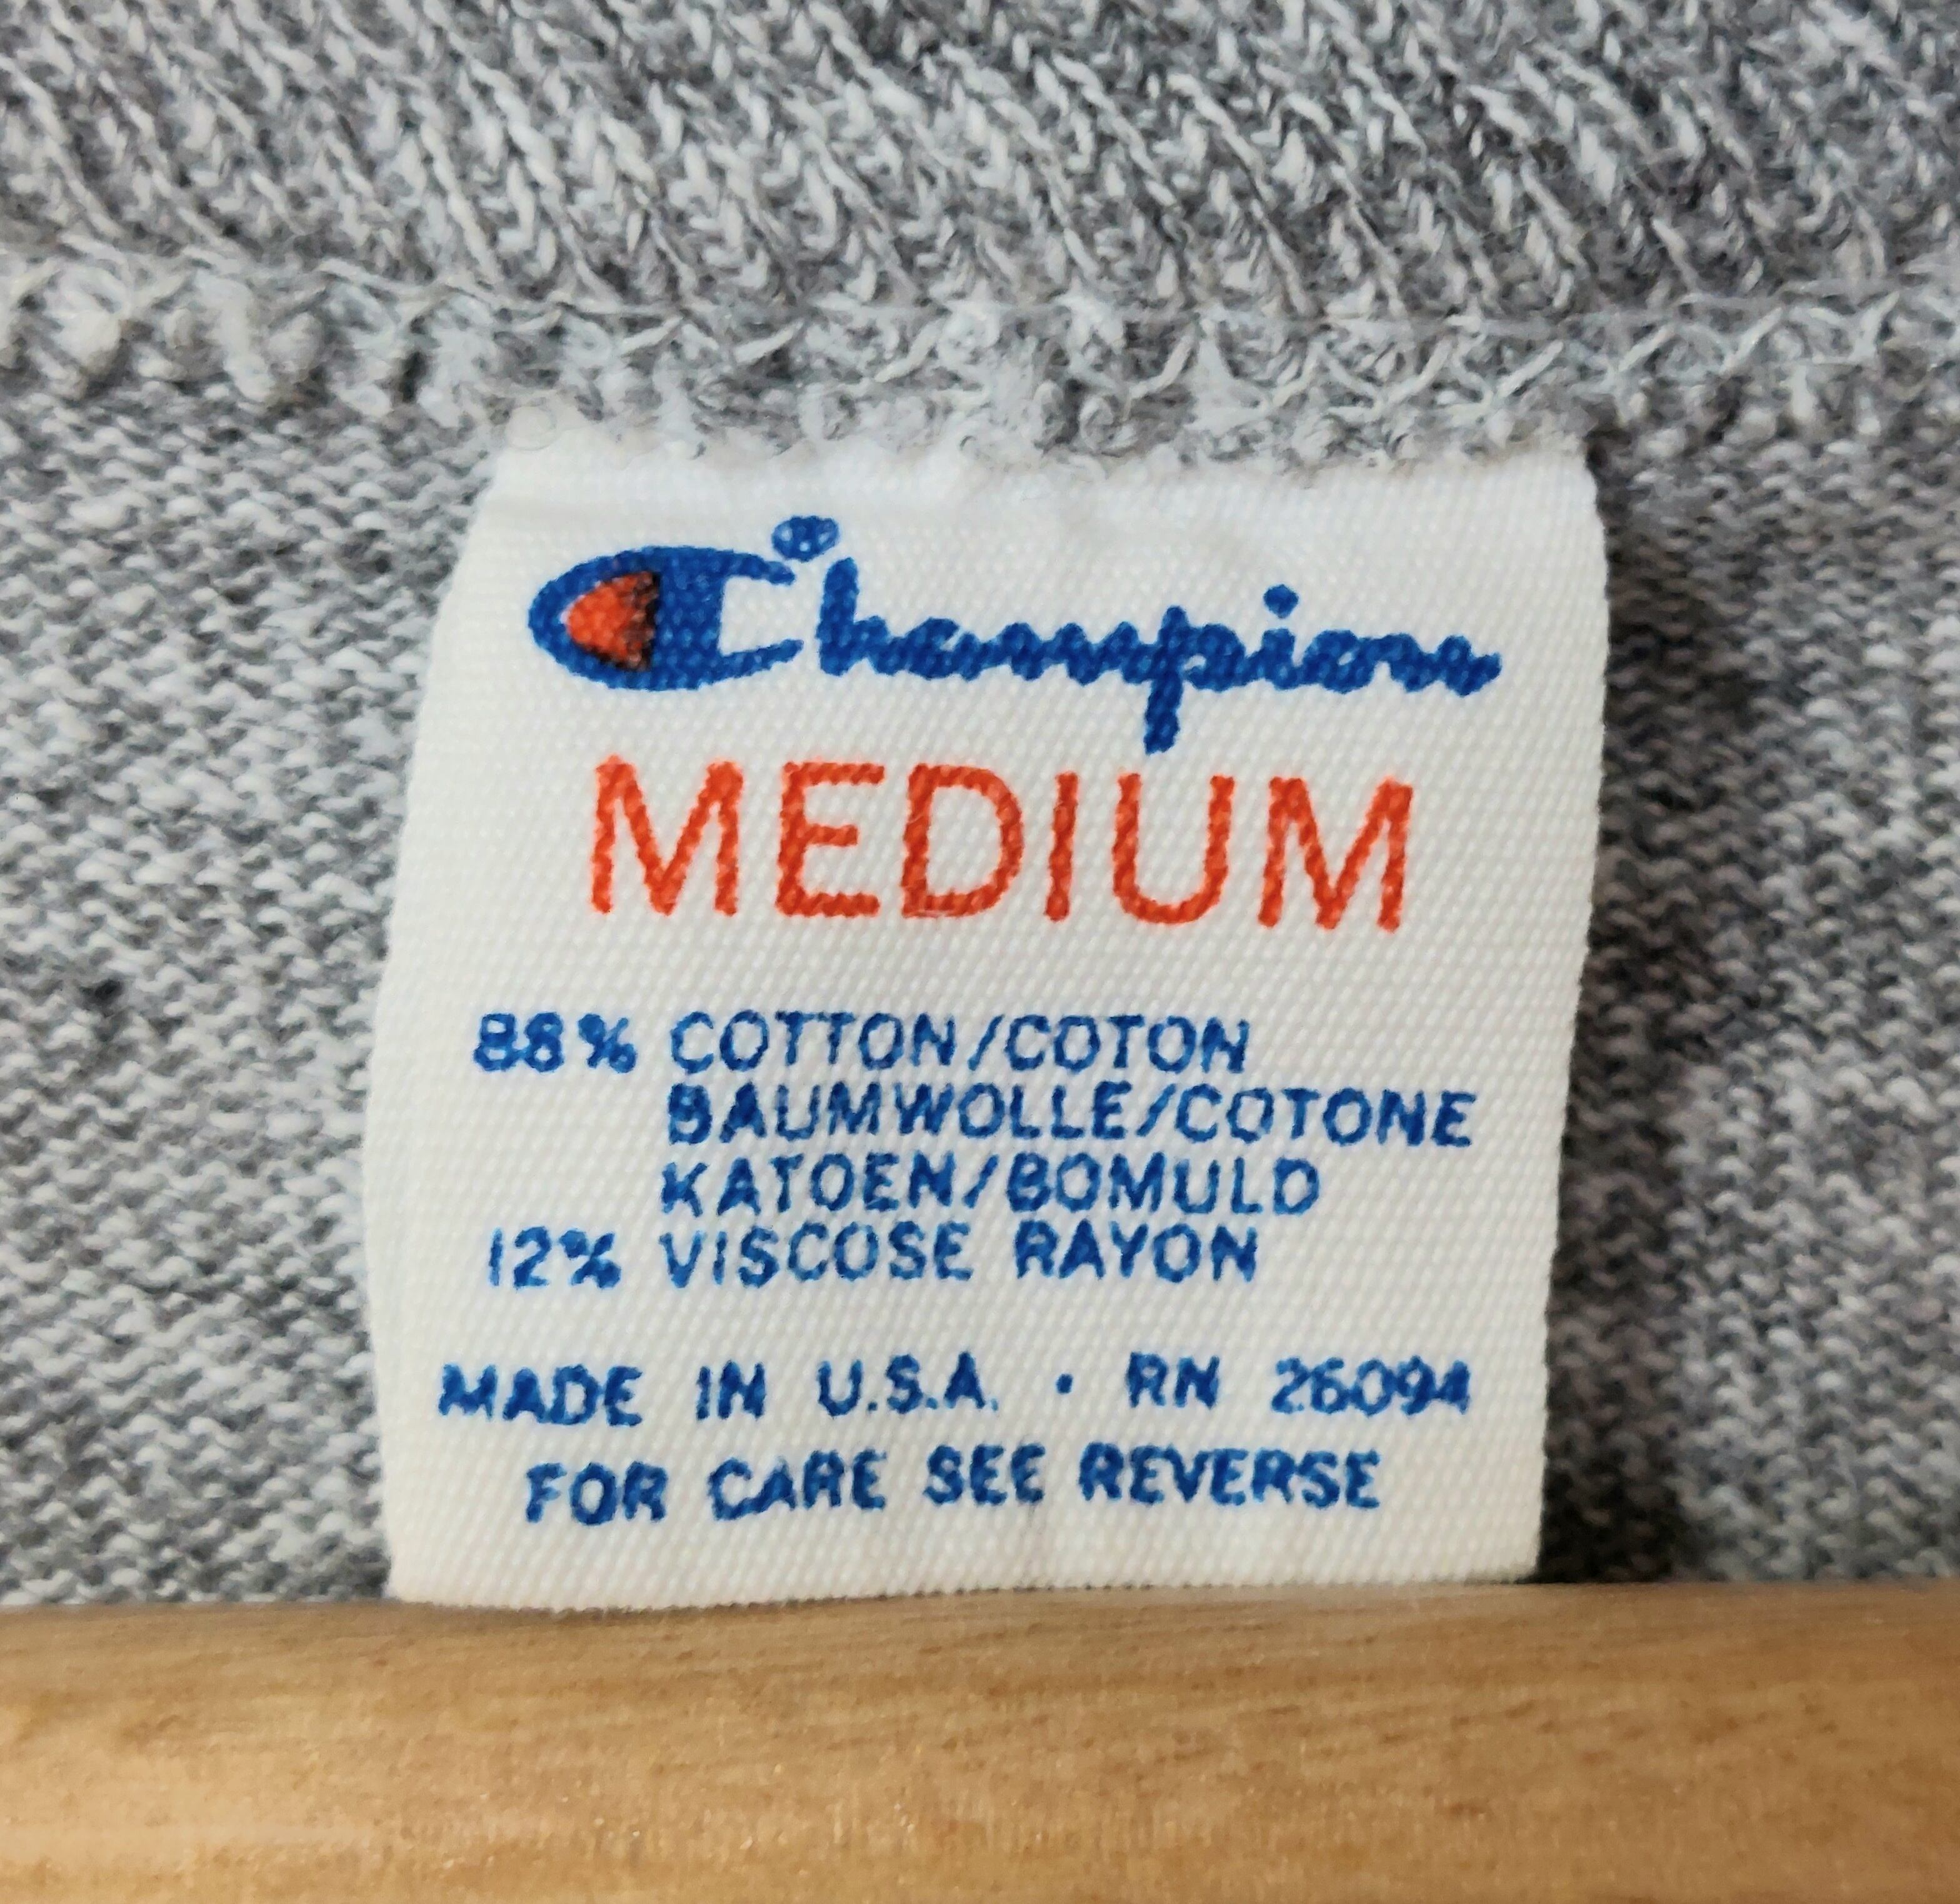 Champion
MEDIUM
88% COTTON/COTON
BAUMWOLLE/COTONE
KATOEN/BOMULD
12% VISCOSE RAYON
MADE IN U.S.A. • RN 26094
FOR CARE SEE REVERSE